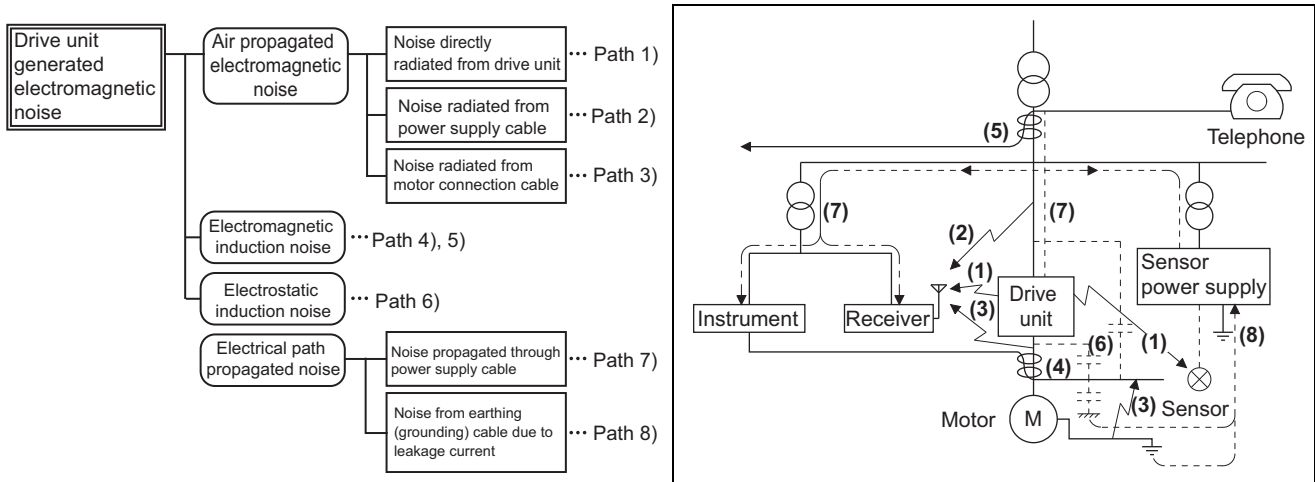 Drive unit
generated
electromagnetic
noise
Air propagated
electromagnetic
noise
Noise directly
radiated from drive unit
••• Path 1)
Noise radiated from
power supply cable
••• Path 2)
Noise radiated from
motor connection cable
••• Path 3)
Electromagnetic
induction noise
•••Path 4), 5)
Electrostatic
induction noise
••• Path 6)
Electrical path
propagated noise
Noise propagated through
power supply cable
••• Path 7)
Noise from earthing
(grounding) cable due to
leakage current
••• Path 8)
(5)
Telephone
(7)
(7)
(2)
(1)
(3)
Instrument
Receiver
Drive
unit
Sensor
power supply
(6)
(1)
(8)
(4)
(3)
Sensor
Motor
M